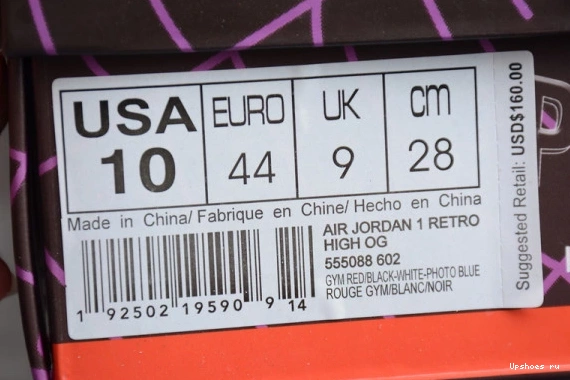 USA EURO UK cm
10 44 9 28
Made in China/ Fabrique en Chine/ Hecho en China
AIR JORDAN 1 RETRO
HIGH OG
555088 602
GYM RED/BLACK-WHITE-PHOTO BLUE
ROUGE GYM/BLANC/NOIR
1 92502 19590 9 14
Suggested Retail: USD$160.00
Upshoes ru